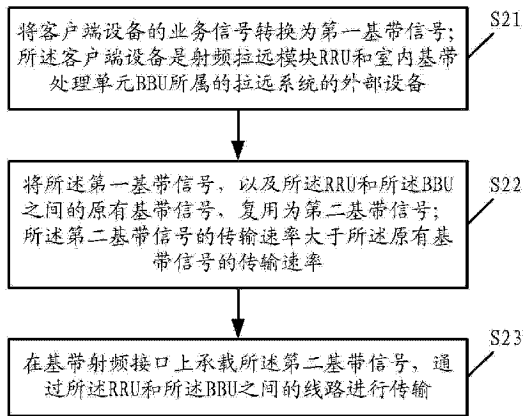 S21
将客户端设备的业务信号转换为第一基带信号;
所述客户端设备是射频拉远模块RRU和室内基带
处理单元BBU所属的拉远系统的外部设备
S22
将所述第一基带信号，以及所述RRU和所述BBU
之间的原有基带信号，复用为第二基带信号;
所述第二基带信号的传输速率大于所述原有基
带信号的传输速率
S23
在基带射频接口上承载所述第二基带信号，通
过所述RRU和所述BBU之间的线路进行传输